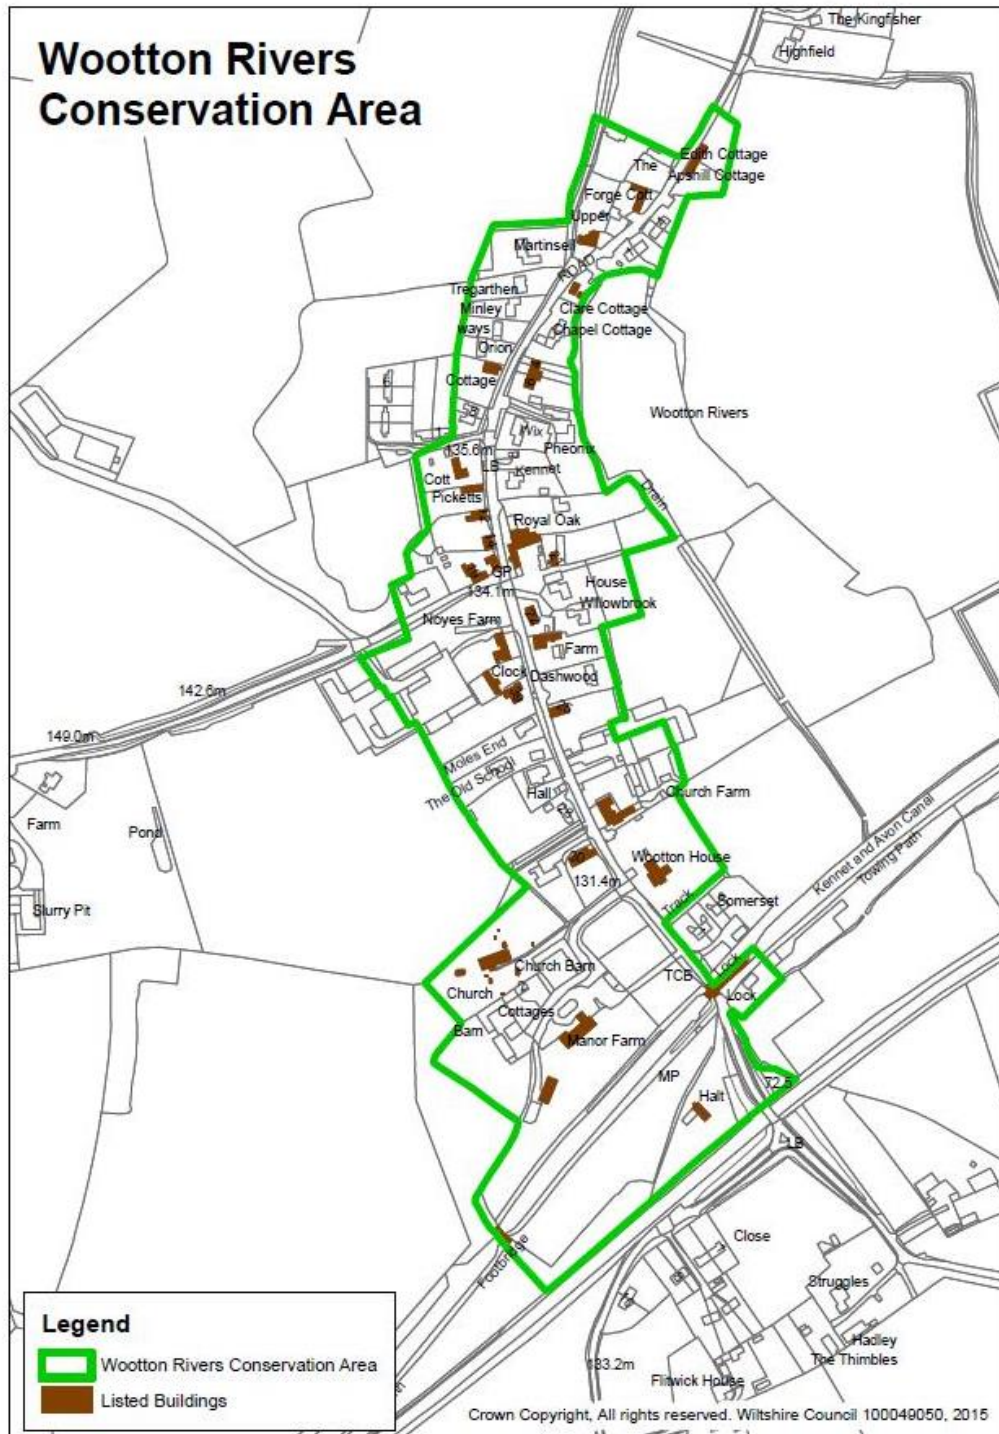 Wootton Rivers
Conservation Area
The Kingfisher
Highfield
Edith Cottage
The
Apshill Cottage
Forge Cott
Upper
Martinsell
ROAD
Tregarthen
Minley
Clare Cottage
ways
Chapel Cottage
Orion
Cottage
6
8
Wootton Rivers
1
Wix
Pheonix
135.6m
LB
Kennet
Cott
Picketts
Drain
Royal Oak
GP
134.1m
House
Willowbrook
Noyes Farm
Farm
Clock
Dashwood
142.6m
149.0m
Moles End
The Old School
Hall
Church Farm
Farm
Pond
Kennet and Avon Canal
Towing Path
Wootton House
131.4m
Track
Somerset
Slurry Pit
Church Barn
TCB
Lock
Church
2
Lock
Cottages
Barn
Manor Farm
MP
72.5
Halt
LB
Footbridge
Close
Struggles
Hadley
The Thimbles
133.2m
Flitwick House
Legend
Wootton Rivers Conservation Area
Listed Buildings
Crown Copyright, All rights reserved. Wiltshire Council 100049050, 2015